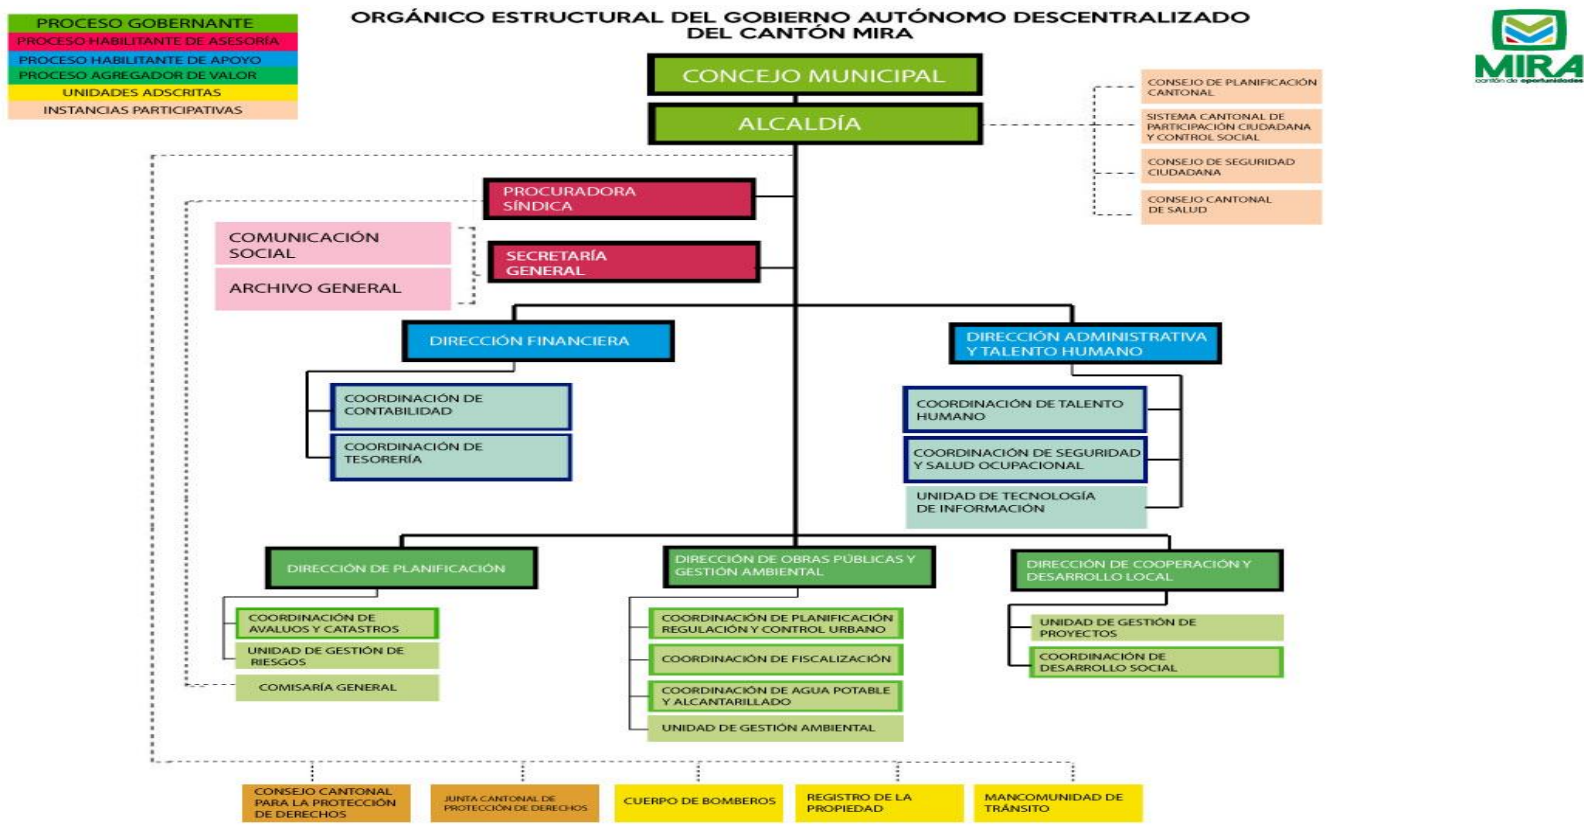 PROCESO GOBERNANTE
PROCESO HABILITANTE DE ASESORÍA
PROCESO HABILITANTE DE APOYO
PROCESO AGREGADOR DE VALOR
UNIDADES ADSCRITAS
INSTANCIAS PARTICIPATIVAS
ORGÁNICO ESTRUCTURAL DEL GOBIERNO AUTÓNOMO DESCENTRALIZADO
DEL CANTÓN MIRA
MIRA
cantón de oportunidades
CONCEJO MUNICIPAL
ALCALDÍA
CONSEJO DE PLANIFICACIÓN
CANTONAL
SISTEMA CANTONAL DE
PARTICIPACIÓN CIUDADANA
Y CONTROL SOCIAL
CONSEJO DE SEGURIDAD
CIUDADANA
CONSEJO CANTONAL
DE SALUD
PROCURADORA
SÍNDICA
COMUNICACIÓN
SOCIAL
ARCHIVO GENERAL
SECRETARÍA
GENERAL
DIRECCIÓN FINANCIERA
COORDINACIÓN DE
CONTABILIDAD
COORDINACIÓN DE
TESORERÍA
DIRECCIÓN ADMINISTRATIVA
Y TALENTO HUMANO
COORDINACIÓN DE TALENTO
HUMANO
COORDINACIÓN DE SEGURIDAD
Y SALUD OCUPACIONAL
UNIDAD DE TECNOLOGÍA
DE INFORMACIÓN
DIRECCIÓN DE PLANIFICACIÓN
COORDINACIÓN DE
AVALUOS Y CATASTROS
UNIDAD DE GESTIÓN DE
RIESGOS
COMISARÍA GENERAL
DIRECCIÓN DE OBRAS PÚBLICAS Y
GESTIÓN AMBIENTAL
COORDINACIÓN DE PLANIFICACIÓN
REGULACIÓN Y CONTROL URBANO
COORDINACIÓN DE FISCALIZACIÓN
COORDINACIÓN DE AGUA POTABLE
Y ALCANTARILLADO
UNIDAD DE GESTIÓN AMBIENTAL
DIRECCIÓN DE COOPERACIÓN Y
DESARROLLO LOCAL
UNIDAD DE GESTIÓN DE
PROYECTOS
COORDINACIÓN DE
DESARROLLO SOCIAL
CONSEJO CANTONAL
PARA LA PROTECCIÓN
DE DERECHOS
JUNTA CANTONAL DE
PROTECCIÓN DE DERECHOS
CUERPO DE BOMBEROS
REGISTRO DE LA
PROPIEDAD
MANCOMUNIDAD DE
TRÁNSITO